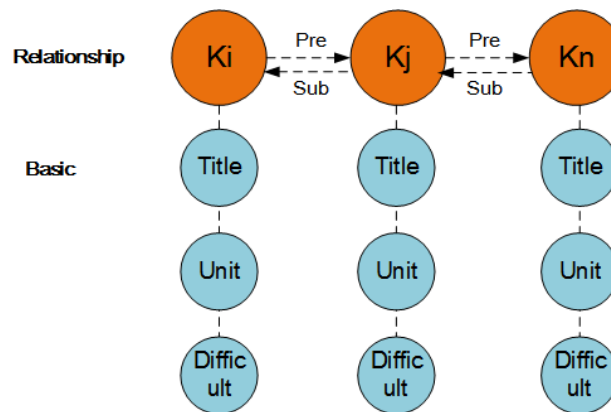 Relationship
Ki
Pre
Sub
Kj
Pre
Sub
Kn
Basic
Title
Title
Title
Unit
Unit
Unit
Diffic
ult
Diffic
ult
Diffic
ult